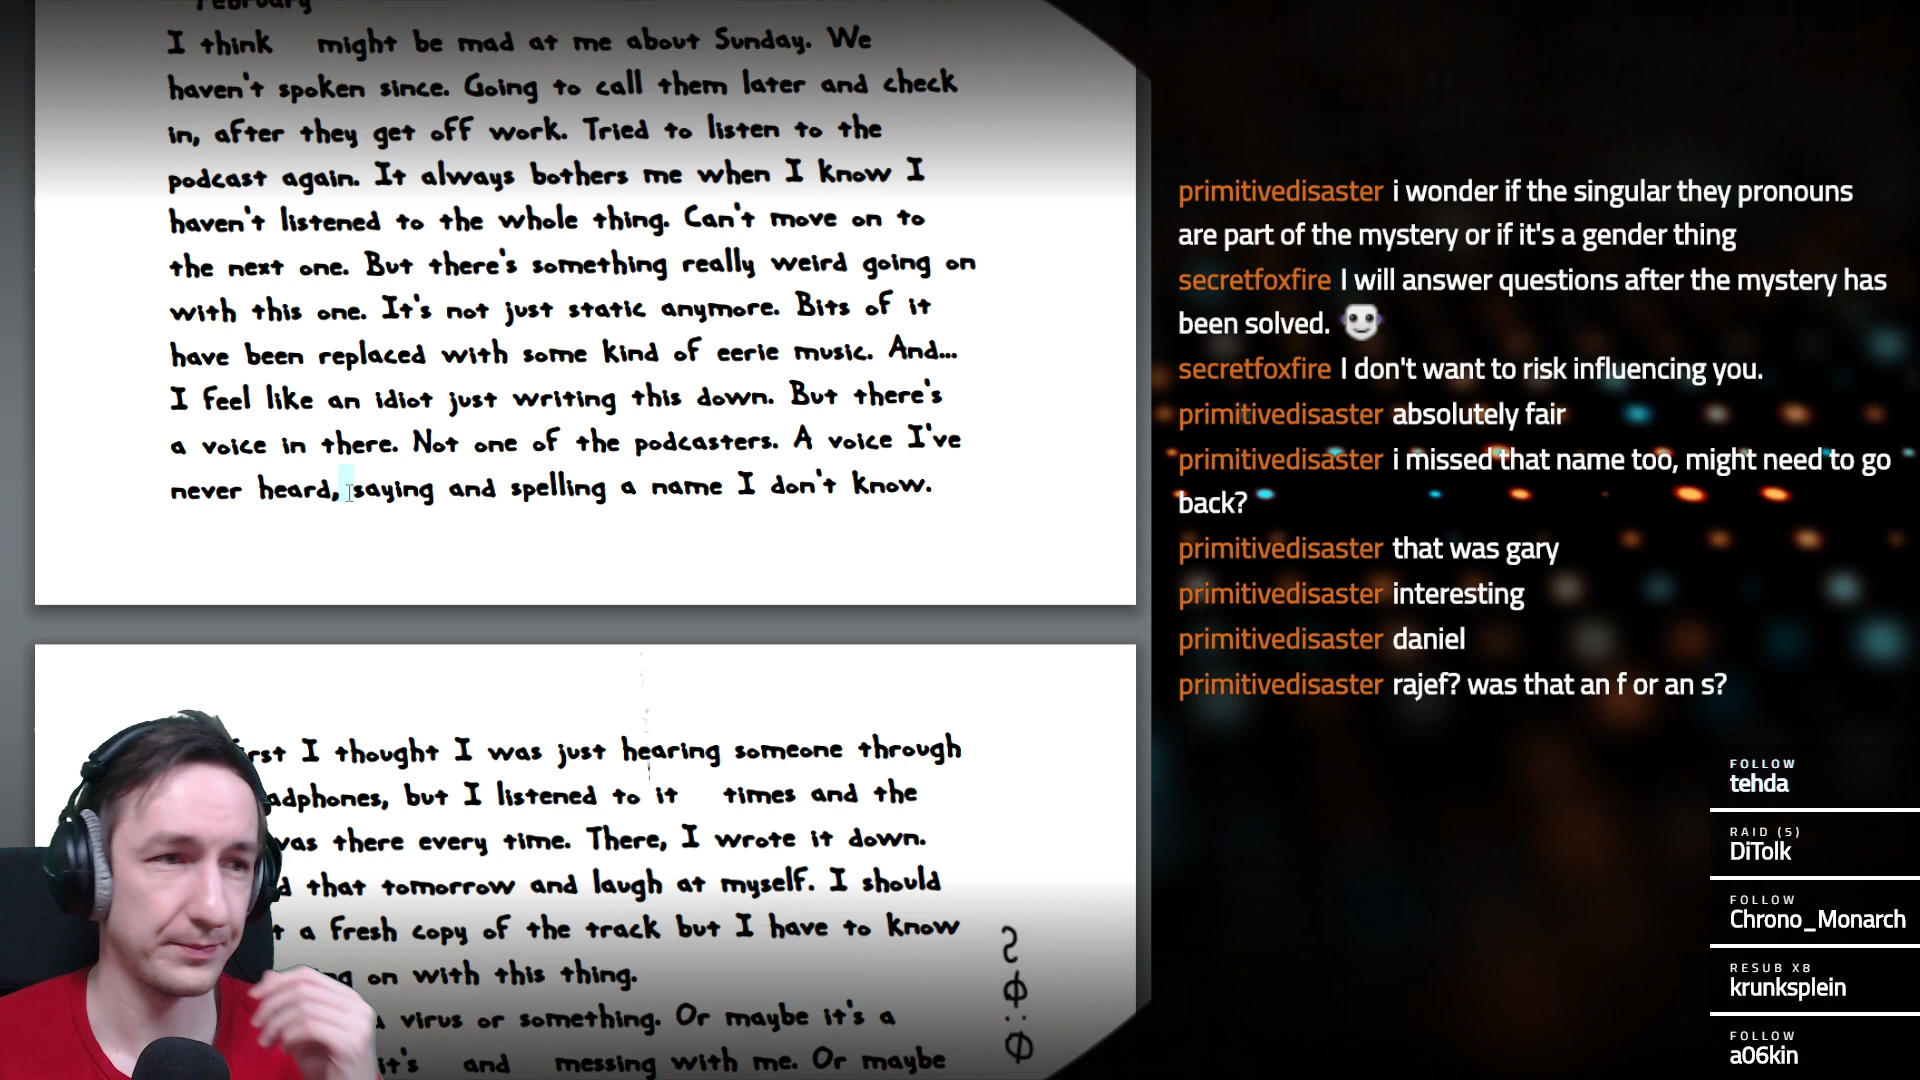 February
I think might be mad at me about Sunday. We
haven't spoken since. Going to call them later and check
in, after they get off work. Tried to listen to the
podcast again. It always bothers me when I know I
haven't listened to the whole thing. Can't move on to
the next one. But there's something really weird going on
with this one. It's not just static anymore. Bits of it
have been replaced with some kind of eerie music. And...
I feel like an idiot just writing this down. But there's
a voice in there. Not one of the podcasters. A voice I've
never heard, saying and spelling a name I don't know.
I thought I was just hearing someone through
but I listened to it times and the
there every time. There, I wrote it down.
that tomorrow and laugh at myself. I should
a fresh copy of the track but I have to know
on with this thing.
virus or something. Or maybe it's a
it's and messing with me. Or maybe
primitivedisaster i wonder if the singular they pronouns
are part of the mystery or if it's a gender thing
secretfoxfire I will answer questions after the mystery has
been solved.
secretfoxfire I don't want to risk influencing you.
primitivedisaster absolutely fair
primitivedisaster i missed that name too, might need to go
back?
primitivedisaster that was gary
primitivedisaster interesting
primitivedisaster daniel
primitivedisaster rajef? was that an f or an s?
FOLLOW
tehda
RAID (5)
DiTolk
FOLLOW
Chrono_Monarch
RESUB X8
krunksplein
FOLLOW
a06kin